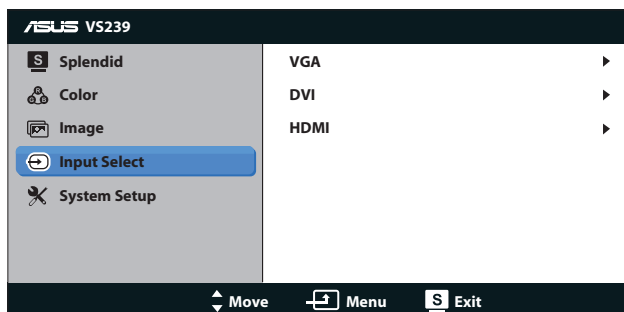 ASUS VS239
S Splendid
Color
Image
Input Select
System Setup
VGA
DVI
HDMI
Move Menu S Exit